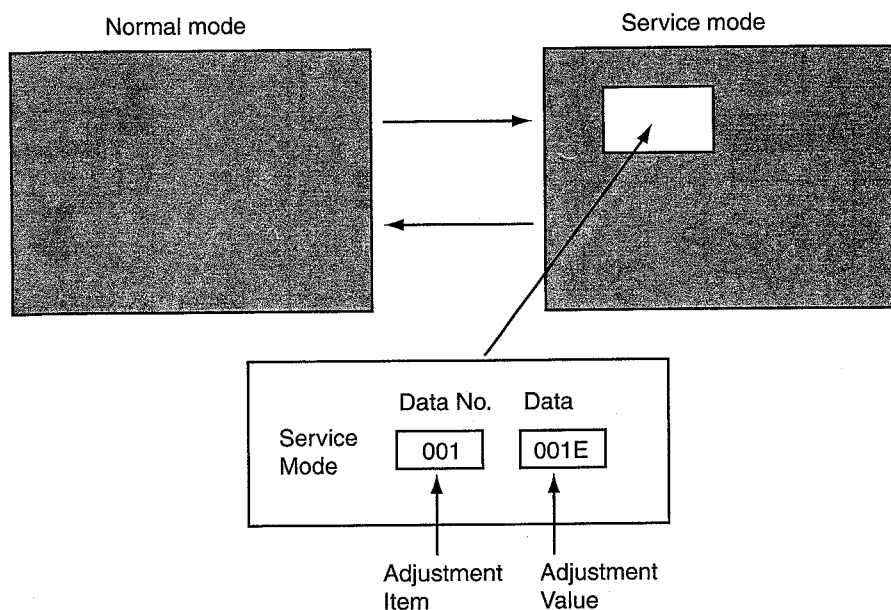 Normal mode
Service mode
Data No. Data
Service
Mode
001
001E
Adjustment
Item
Adjustment
Value